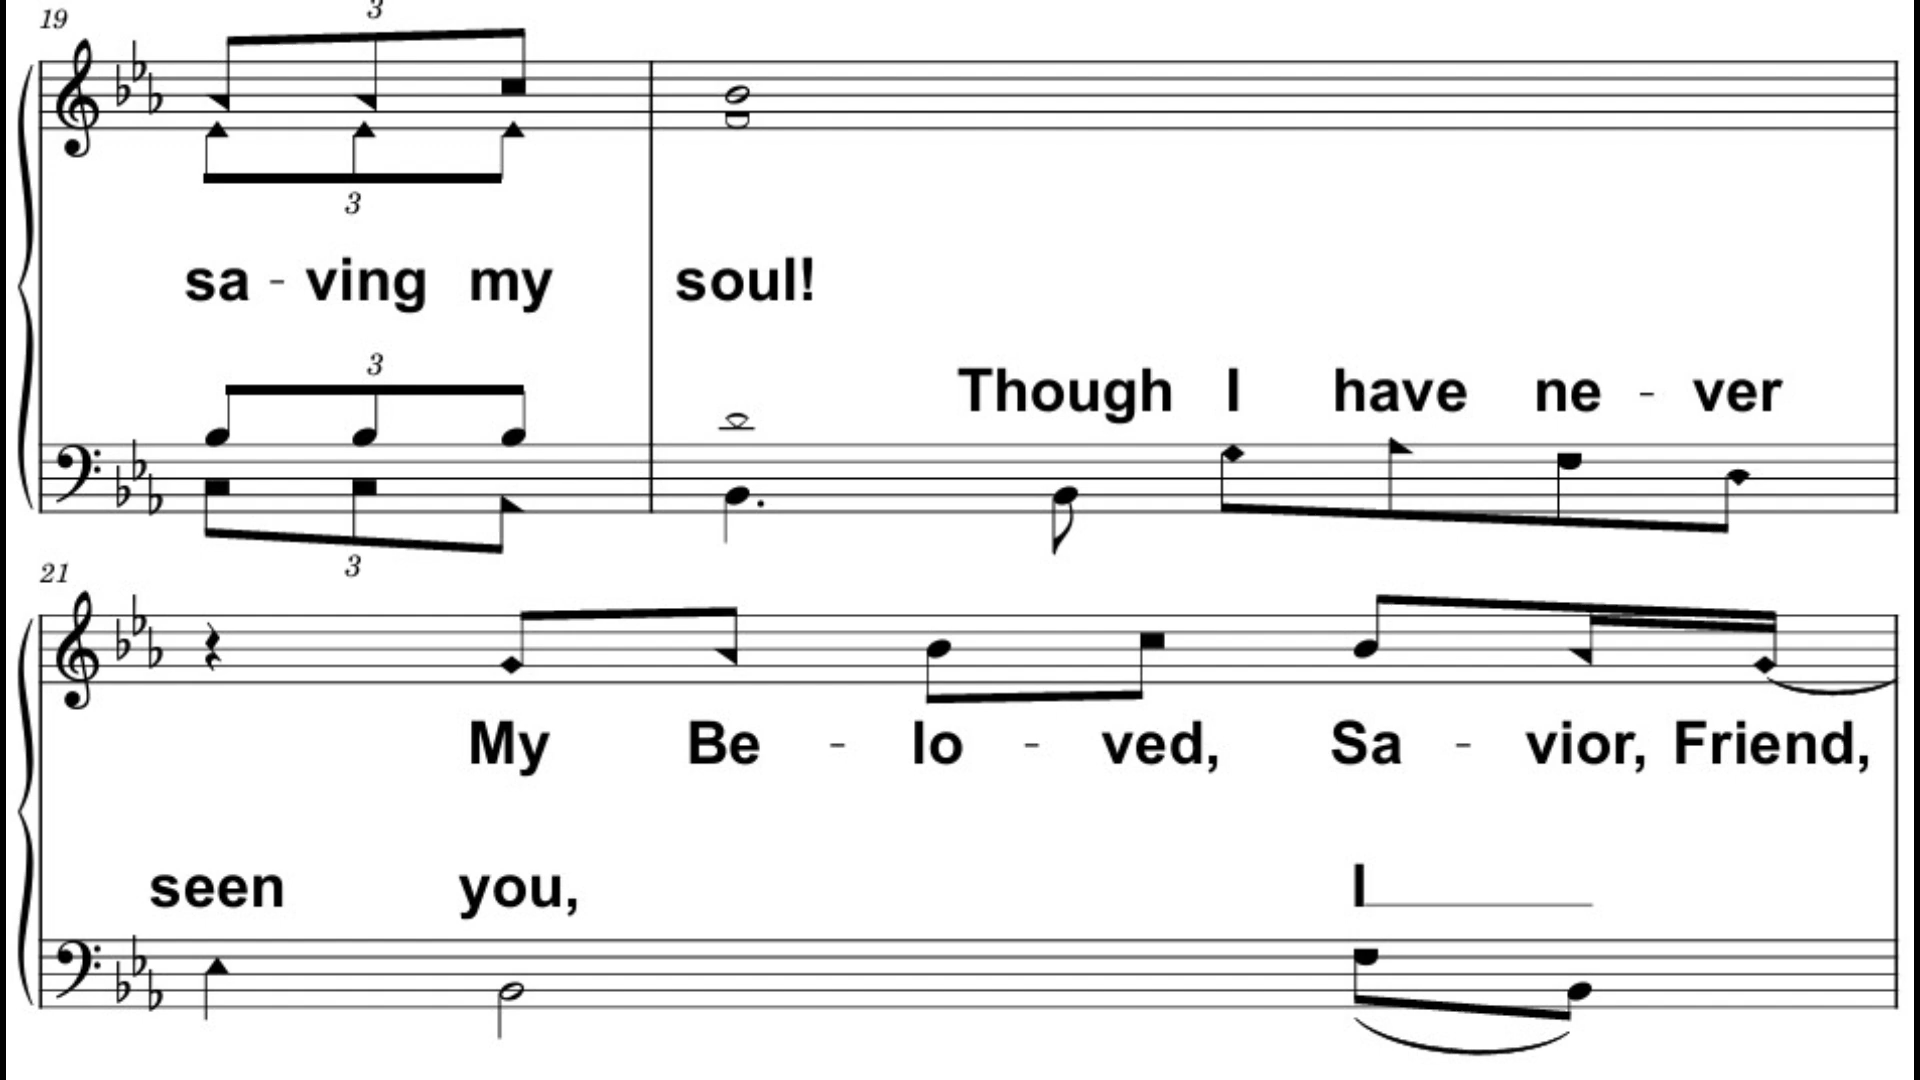 19
3
3
sa - ving my soul!
3
Though I have ne - ver
3
21
My Be - lo - ved, Sa - vior, Friend,
seen you, I